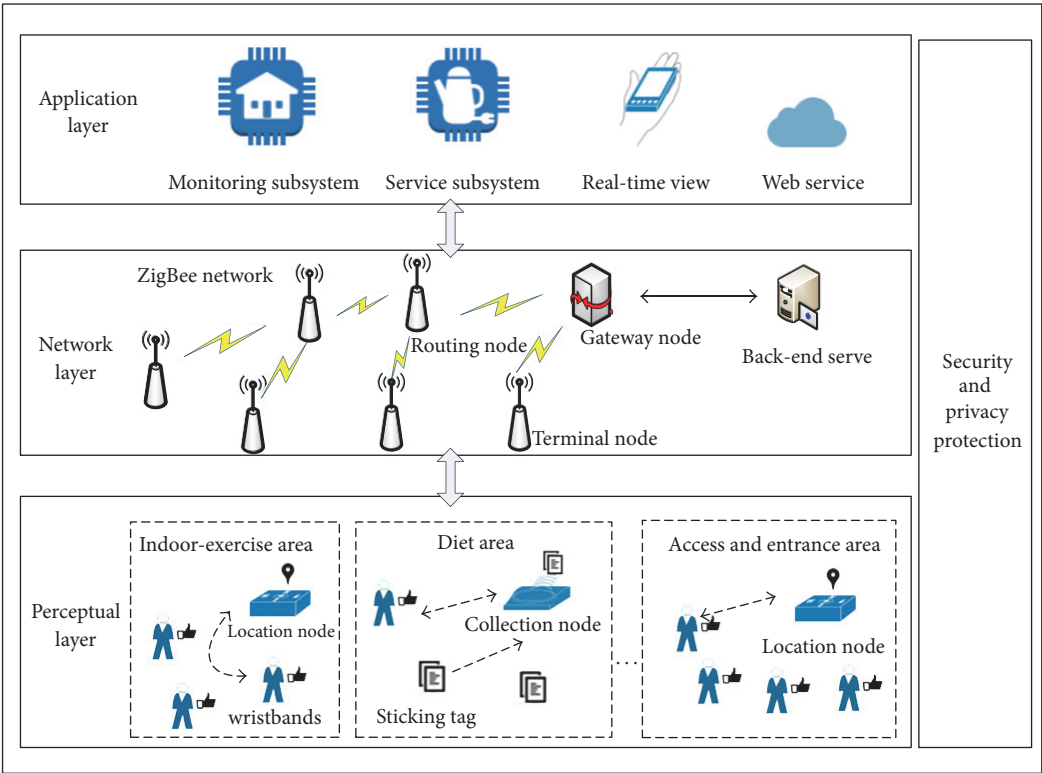 Application
layer
Monitoring subsystem
Service subsystem
Real-time view
Web service
ZigBee network
Network
layer
Routing node
Gateway node
Back-end serve
Terminal node
Security
and
privacy
protection
Perceptual
layer
Indoor-exercise area
Location node
wristbands
Diet area
Collection node
Sticking tag
...
Access and entrance area
Location node